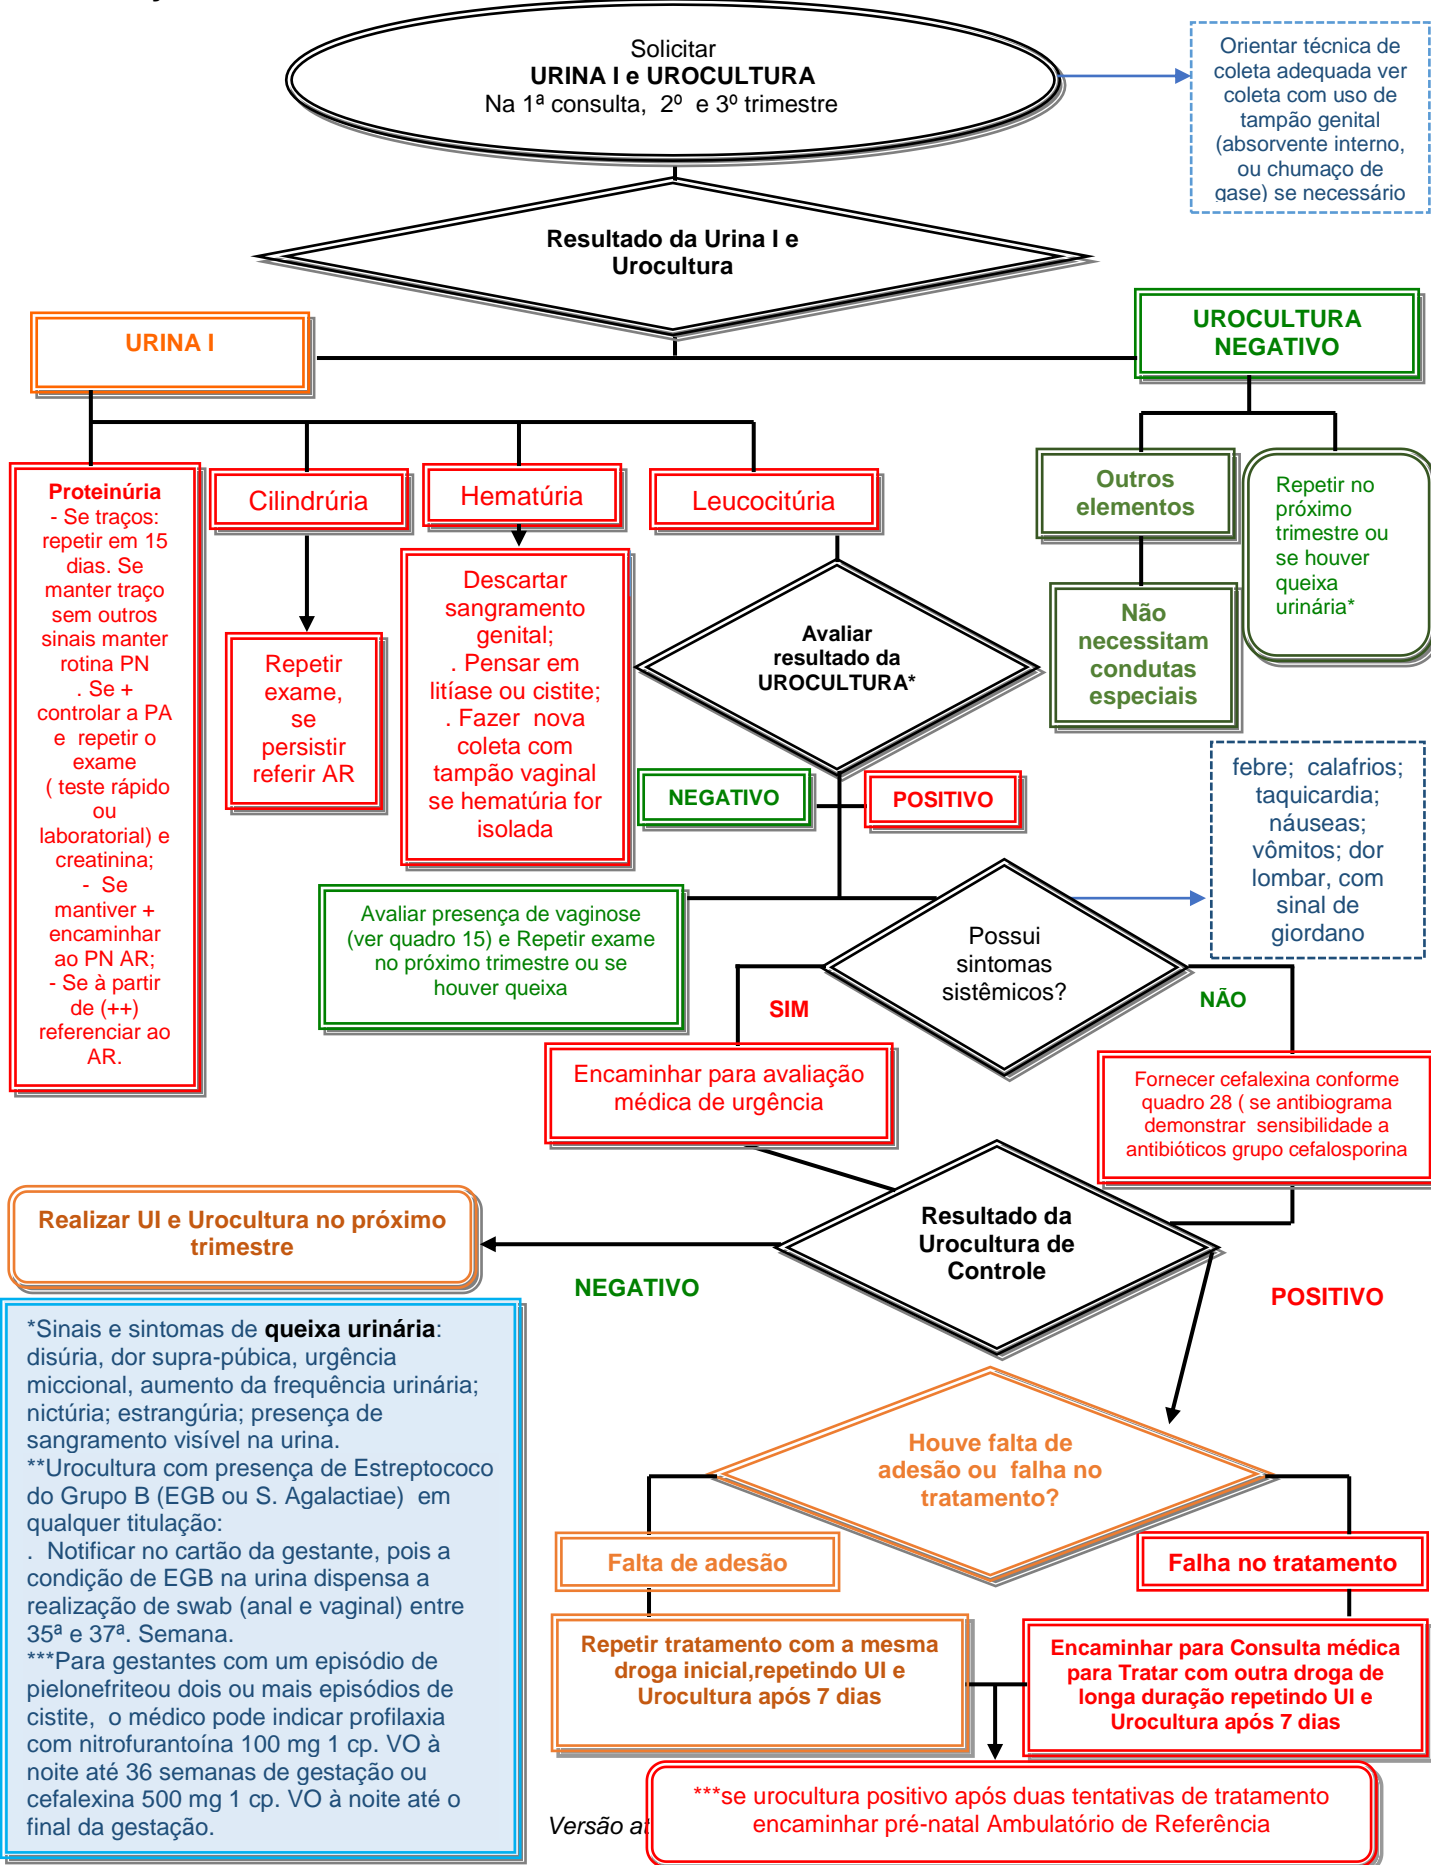 Solicitar
URINA I e UROCULTURA
Na 1ª consulta, 2º e 3º trimestre
Orientar técnica de
coleta adequada ver
coleta com uso de
tampão genital
(absorvente interno,
ou chumaço de
gase) se necessário
Resultado da Urina I e
Urocultura
URINA I
UROCULTURA
NEGATIVO
Proteinúria
- Se traços:
repetir em 15
dias. Se
manter traço
sem outros
sinais manter
rotina PN
. Se +
controlar a PA
e repetir o
exame
( teste rápido
ou
laboratorial) e
creatinina;
- Se
mantiver +
encaminhar
ao PN AR;
- Se à partir
de (++)
referenciar ao
AR.
Cilindrúria
Repetir
exame,
se
persistir
referir AR
Hematúria
Descartar
sangramento
genital;
. Pensar em
litíase ou cistite;
. Fazer nova
coleta com
tampão vaginal
se hematúria for
isolada
Leucocitúria
Avaliar
resultado da
UROCULTURA*
Outros
elementos
Não
necessitam
condutas
especiais
Repetir no
próximo
trimestre ou
se houver
queixa
urinária*
NEGATIVO
POSITIVO
febre; calafrios;
taquicardia;
náuseas;
vômitos; dor
lombar, com
sinal de
giordano
Avaliar presença de vaginose
(ver quadro 15) e Repetir exame
no próximo trimestre ou se
houver queixa
Possui
sintomas
sistêmicos?
SIM
NÃO
Encaminhar para avaliação
médica de urgência
Fornecer cefalexina conforme
quadro 28 ( se antibiograma
demonstrar sensibilidade a
antibióticos grupo cefalosporina
Resultado da
Urocultura de
Controle
Realizar UI e Urocultura no próximo
trimestre
NEGATIVO
POSITIVO
*Sinais e sintomas de queixa urinária:
disúria, dor supra-púbica, urgência
miccional, aumento da frequência urinária;
nictúria; estrangúria; presença de
sangramento visível na urina.
**Urocultura com presença de Estreptococo
do Grupo B (EGB ou S. Agalactiae) em
qualquer titulação:
. Notificar no cartão da gestante, pois a
condição de EGB na urina dispensa a
realização de swab (anal e vaginal) entre
35ª e 37ª. Semana.
***Para gestantes com um episódio de
pielonefriteou dois ou mais episódios de
cistite, o médico pode indicar profilaxia
com nitrofurantoína 100 mg 1 cp. VO à
noite até 36 semanas de gestação ou
cefalexina 500 mg 1 cp. VO à noite até o
final da gestação.
Houve falta de
adesão ou falha no
tratamento?
Falta de adesão
Falha no tratamento
Repetir tratamento com a mesma
droga inicial,repetindo UI e
Urocultura após 7 dias
Encaminhar para Consulta médica
para Tratar com outra droga de
longa duração repetindo UI e
Urocultura após 7 dias
***se urocultura positivo após duas tentativas de tratamento
encaminhar pré-natal Ambulatório de Referência
Versão at